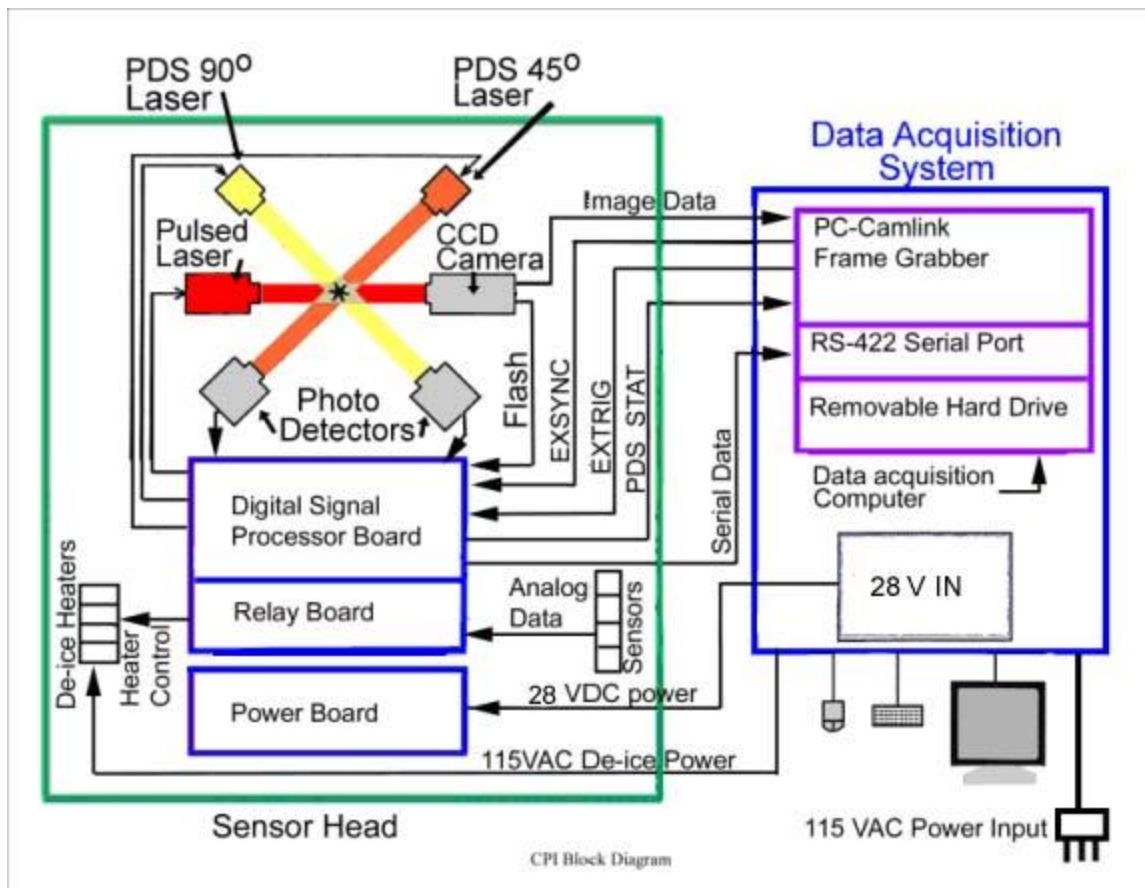 PDS 90o
Laser
PDS 45o
Laser
Data Acquisition
System
Pulsed
Laser
CCD
Camera
Image Data
PC-Camlink
Frame Grabber
RS-422 Serial Port
Removable Hard Drive
Photo
Detectors
Flash
EXSYNC
EXTRIG
PDS STAT
Serial Data
Data acquisition
Computer
Digital Signal
Processor Board
Relay Board
Analog
Data
Sensors
De-ice Heaters
Heater
Control
28 V IN
Power Board
28 VDC power
115VAC De-ice Power
Sensor Head
115 VAC Power Input
CPI Block Diagram